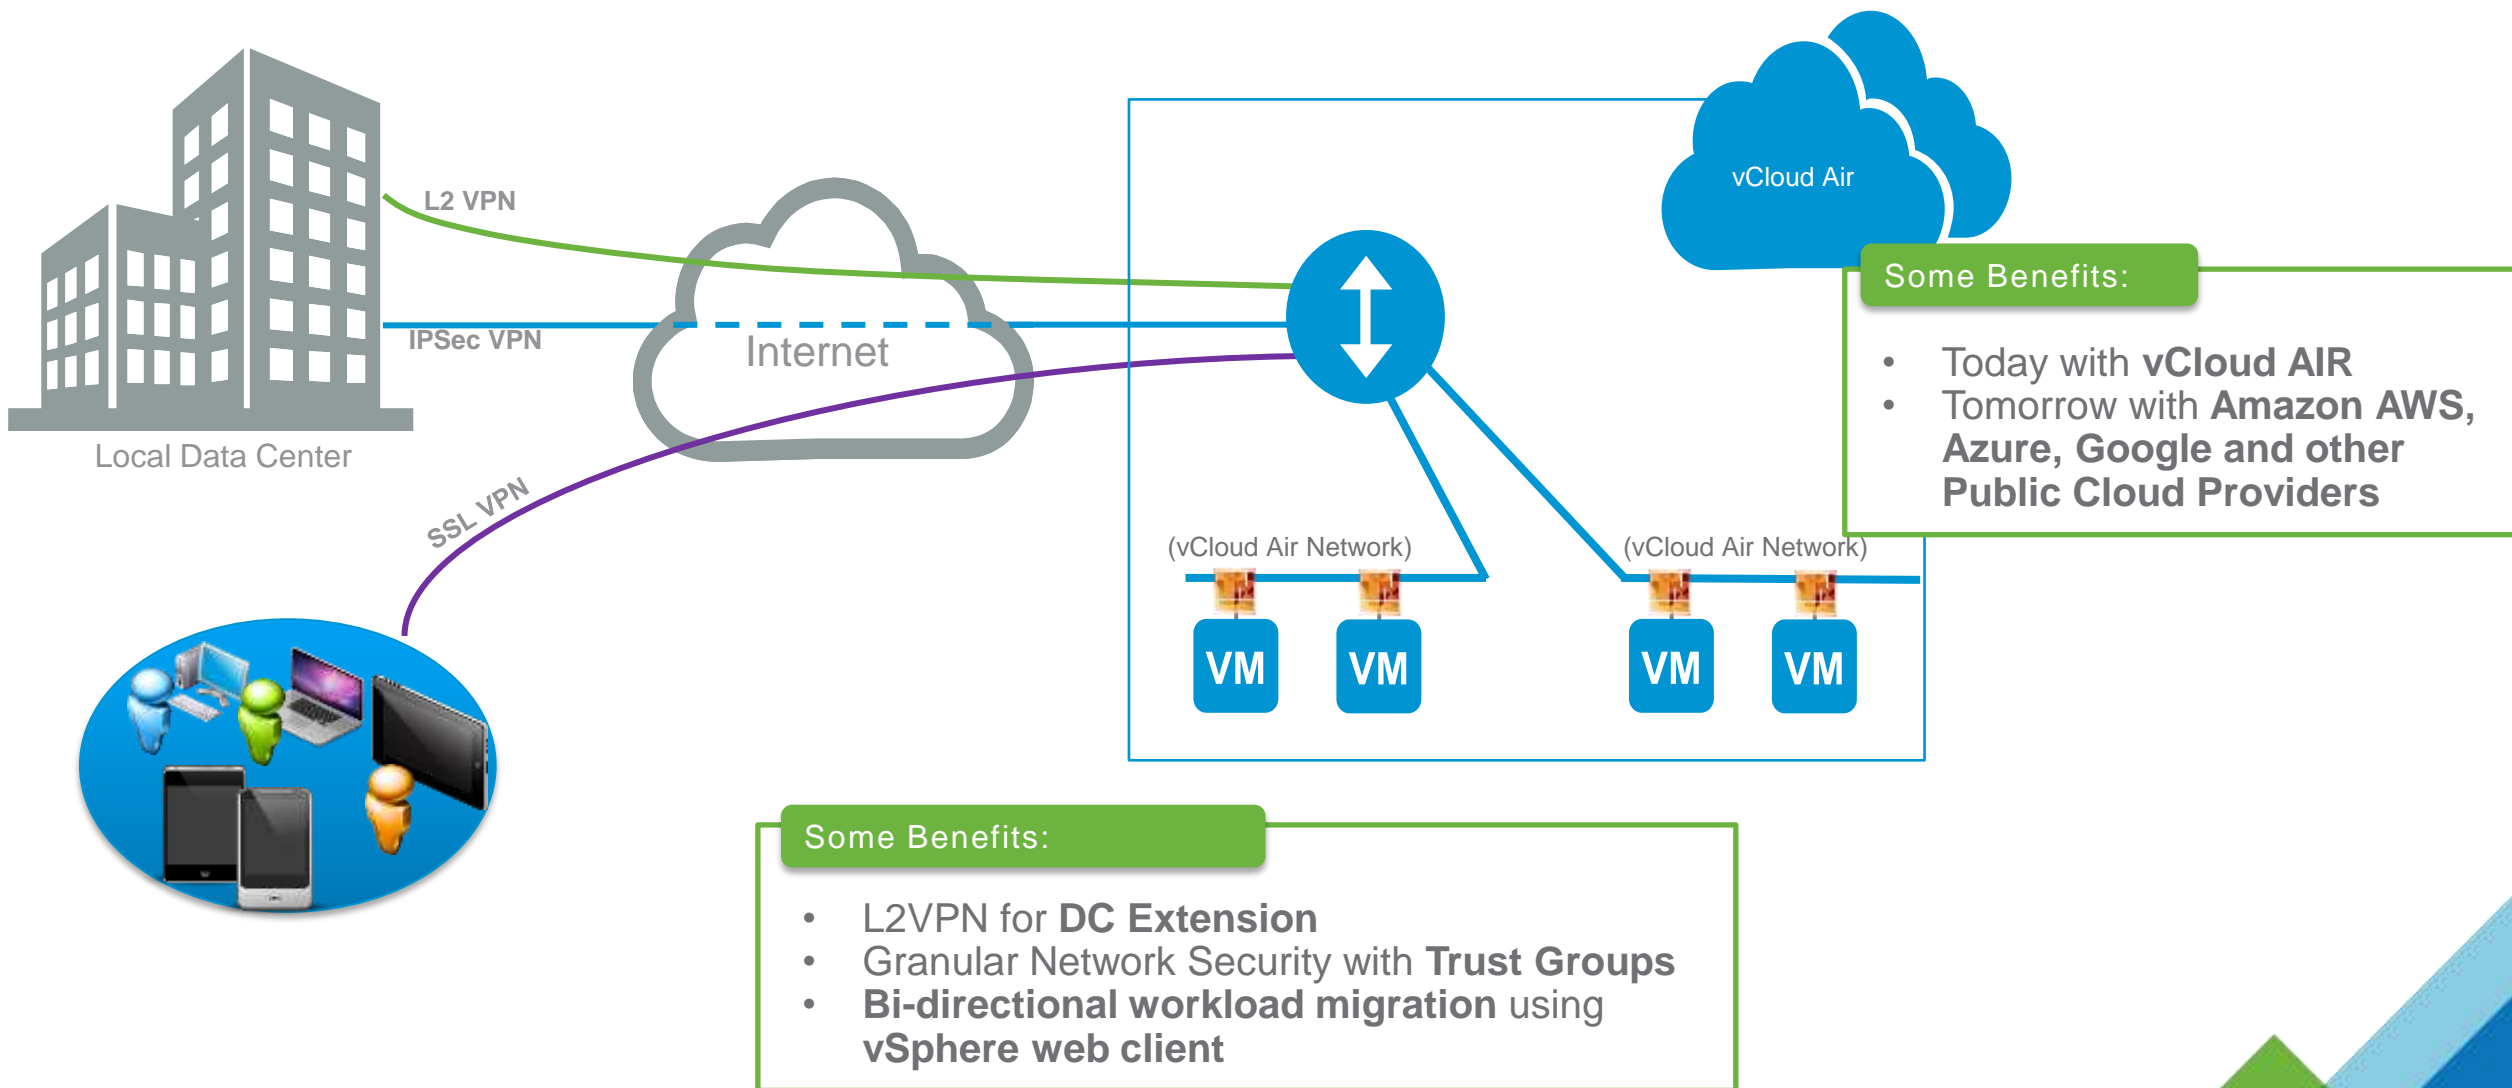 vCloud Air
L2 VPN
IPSec VPN
Internet
Local Data Center
SSL VPN
Some Benefits:
• Today with vCloud AIR
• Tomorrow with Amazon AWS,
Azure, Google and other
Public Cloud Providers
(vCloud Air Network)
(vCloud Air Network)
VM
VM
VM
VM
Some Benefits:
• L2VPN for DC Extension
• Granular Network Security with Trust Groups
• Bi-directional workload migration using
vSphere web client